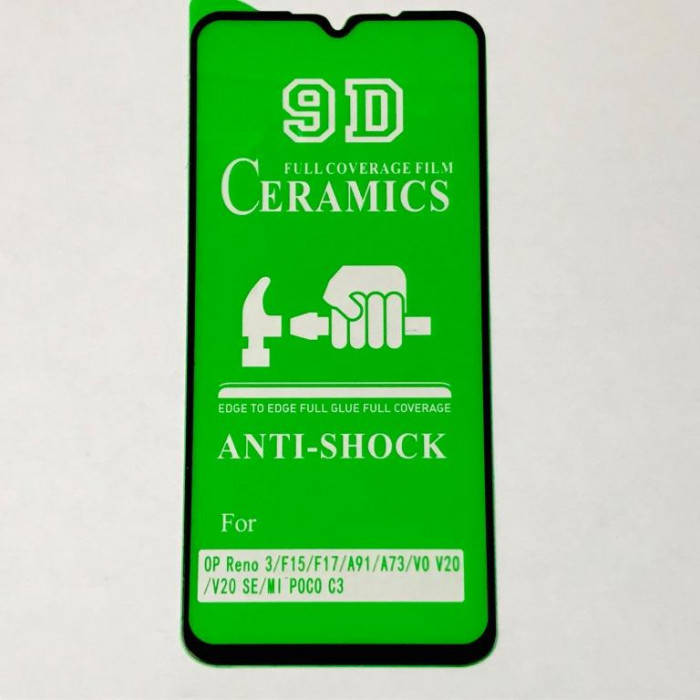 9D
FULL COVERAGE FILM
CERAMICS
EDGE TO EDGE FULL GLUE FULL COVERAGE
ANTI-SHOCK
For
OP Reno 3/F15/F17/A91/A73/VO V20
/V20 SE/MI POCO C3